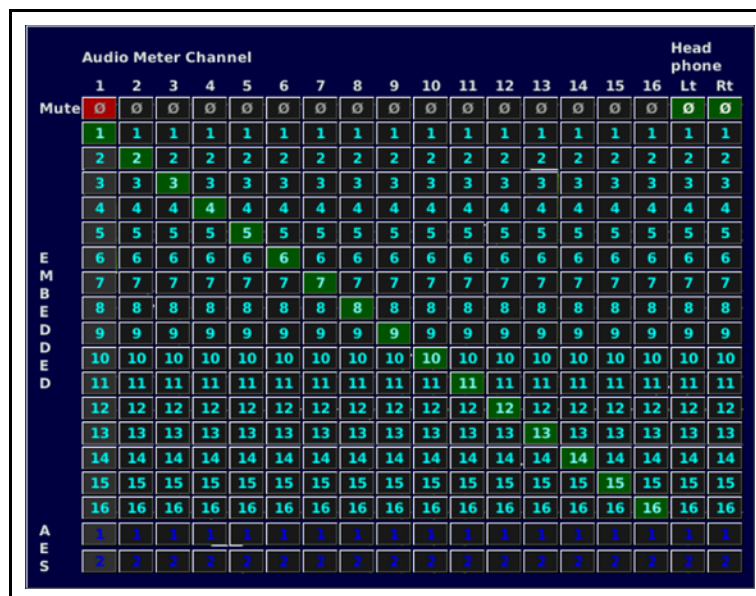 Head
Audio Meter Channel
phone
1 2 3 4 5 6 7 8 9 10 11 12 13 14 15 16 Lt Rt
Mute Ø Ø Ø Ø Ø Ø Ø Ø Ø Ø Ø Ø Ø Ø Ø Ø Ø Ø
1 1 1 1 1 1 1 1 1 1 1 1 1 1 1 1 1 1
2 2 2 2 2 2 2 2 2 2 2 2 2 2 2 2 2 2
3 3 3 3 3 3 3 3 3 3 3 3 3 3 3 3 3 3
4 4 4 4 4 4 4 4 4 4 4 4 4 4 4 4 4 4
5 5 5 5 5 5 5 5 5 5 5 5 5 5 5 5 5 5
E 6 6 6 6 6 6 6 6 6 6 6 6 6 6 6 6 6 6
M 7 7 7 7 7 7 7 7 7 7 7 7 7 7 7 7 7 7
B 8 8 8 8 8 8 8 8 8 8 8 8 8 8 8 8 8 8
E 9 9 9 9 9 9 9 9 9 9 9 9 9 9 9 9 9 9
D 10 10 10 10 10 10 10 10 10 10 10 10 10 10 10 10 10 10
D 11 11 11 11 11 11 11 11 11 11 11 11 11 11 11 11 11 11
E 12 12 12 12 12 12 12 12 12 12 12 12 12 12 12 12 12 12
D 13 13 13 13 13 13 13 13 13 13 13 13 13 13 13 13 13 13
14 14 14 14 14 14 14 14 14 14 14 14 14 14 14 14 14 14
15 15 15 15 15 15 15 15 15 15 15 15 15 15 15 15 15 15
16 16 16 16 16 16 16 16 16 16 16 16 16 16 16 16 16 16
A 1 1 1 1 1 1 1 1 1 1 1 1 1 1 1 1 1 1
E
S 2 2 2 2 2 2 2 2 2 2 2 2 2 2 2 2 2 2